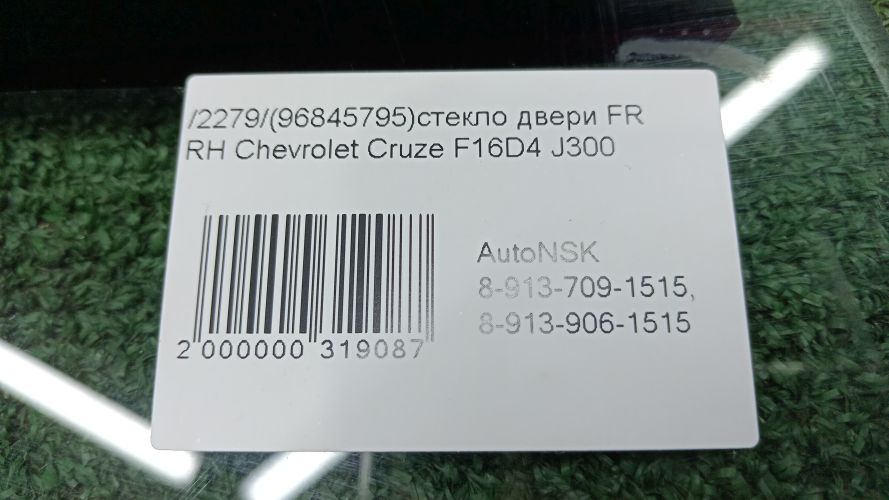 /2279/(96845795)стекло двери FR
RH Chevrolet Cruze F16D4 J300
AutoNSK
8-913-709-1515,
8-913-906-1515
2 000000 319087